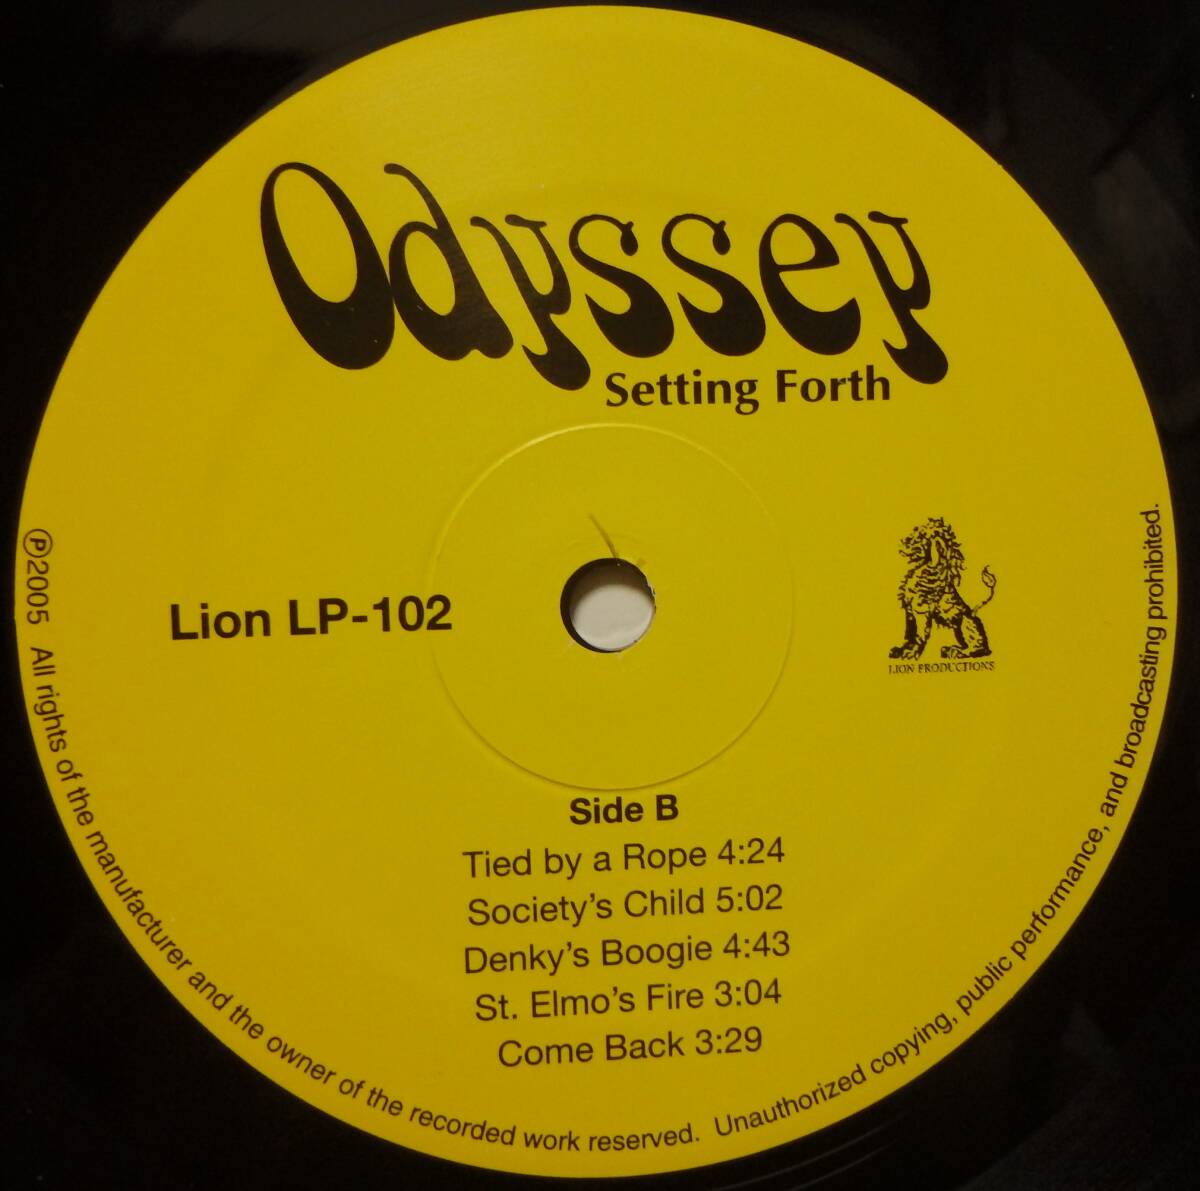 Odyssey
Setting Forth
Lion LP-102
LION PRODUCTIONS
Side B
Tied by a Rope 4:24
Society's Child 5:02
Denky's Boogie 4:43
St. Elmo's Fire 3:04
Come Back 3:29
℗2005 All rights of the manufacturer and the owner of the recorded work reserved. Unauthorized copying, public performance, and broadcasting prohibited.